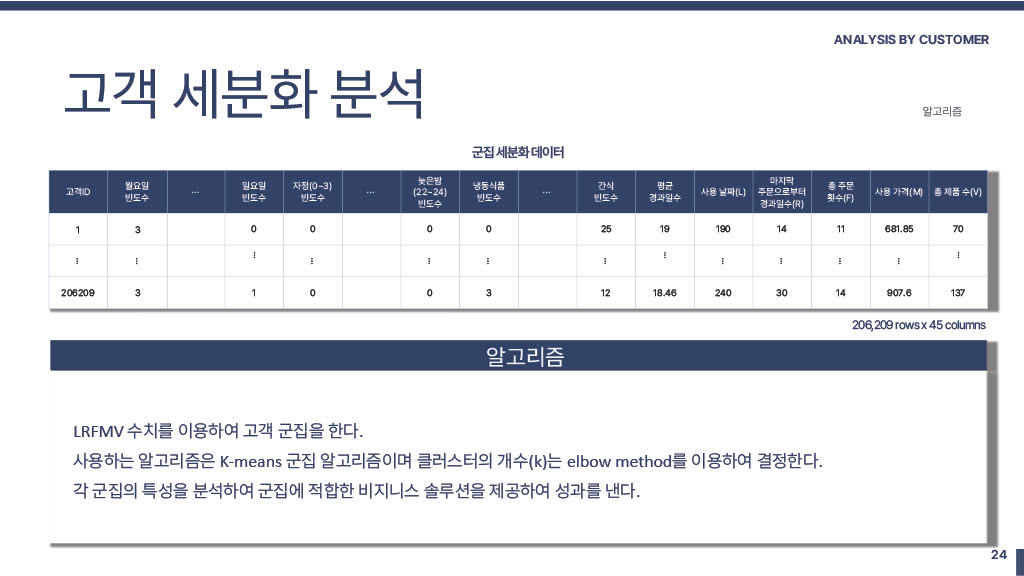 ANALYSIS BY CUSTOMER
고객 세분화 분석
알고리즘
군집 세분화 데이터
고객ID 월요일 빈도수 ... 일요일 빈도수 자정(0~3) 빈도수 ... 늦은밤 (22~24) 빈도수 냉동식품 빈도수 ... 간식 빈도수 평균 경과일수 사용 날짜(L) 마지막 주문으로부터 경과일수(R) 총 주문 횟수(F) 사용 가격(M) 총 제품 수(V)
1 3 0 0 0 0 25 19 190 14 11 681.85 70
⋮ ⋮ ⋮ ⋮ ⋮ ⋮ ⋮ ⋮ ⋮ ⋮ ⋮ ⋮ ⋮
206209 3 1 0 0 3 12 18.46 240 30 14 907.6 137
206,209 rows x 45 columns
알고리즘
LRFMV 수치를 이용하여 고객 군집을 한다.
사용하는 알고리즘은 K-means 군집 알고리즘이며 클러스터의 개수(k)는 elbow method를 이용하여 결정한다.
각 군집의 특성을 분석하여 군집에 적합한 비지니스 솔루션을 제공하여 성과를 낸다.
24